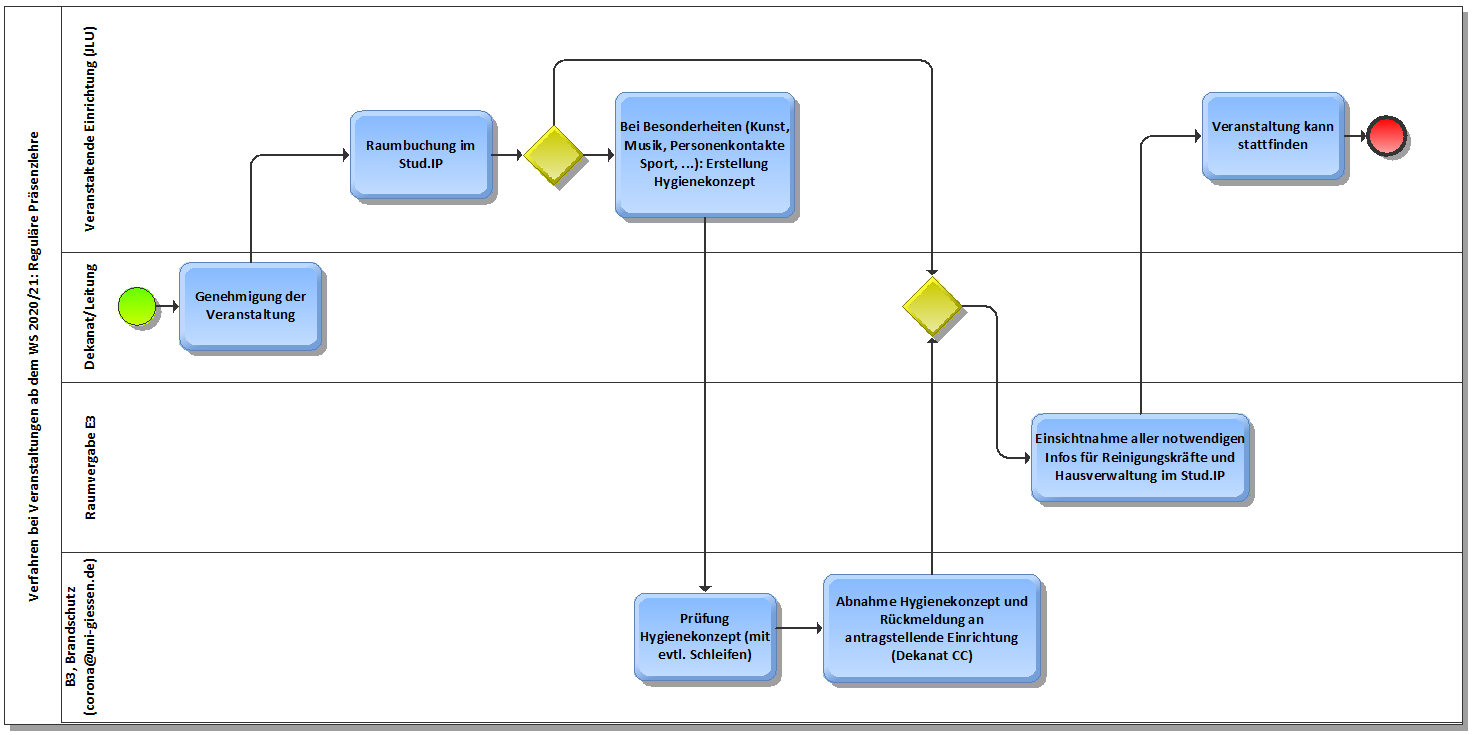 Verfahren bei Veranstaltungen ab dem WS 2020/21: Reguläre Präsenzlehre
Veranstaltende Einrichtung (JLU)
Raumbuchung im
Stud.IP
Bei Besonderheiten (Kunst,
Musik, Personenkontakte
Sport, ...): Erstellung
Hygienekonzept
Veranstaltung kann
stattfinden
Dekanat/Leitung
Genehmigung der
Veranstaltung
Raumvergabe E3
Einsichtnahme aller notwendigen
Infos für Reinigungskräfte und
Hausverwaltung im Stud.IP
B3, Brandschutz
(corona@uni-giessen.de)
Prüfung
Hygienekonzept (mit
evtl. Schleifen)
Abnahme Hygienekonzept und
Rückmeldung an
antragstellende Einrichtung
(Dekanat CC)